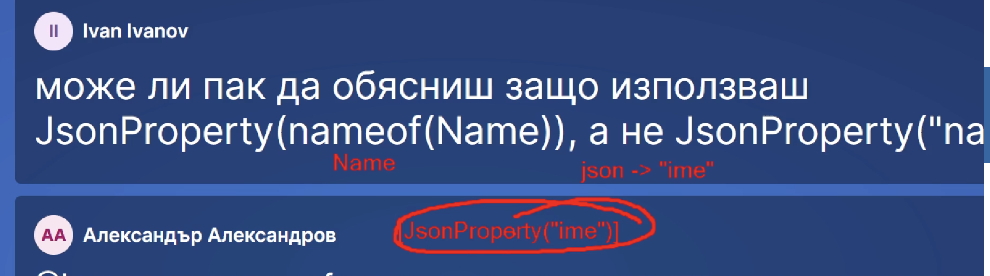 II Ivan Ivanov
може ли пак да обясниш защо използваш
JsonProperty(nameof(Name)), а не JsonProperty("na
Name json -> "ime"
АА Александър Александров [JsonProperty("ime")]